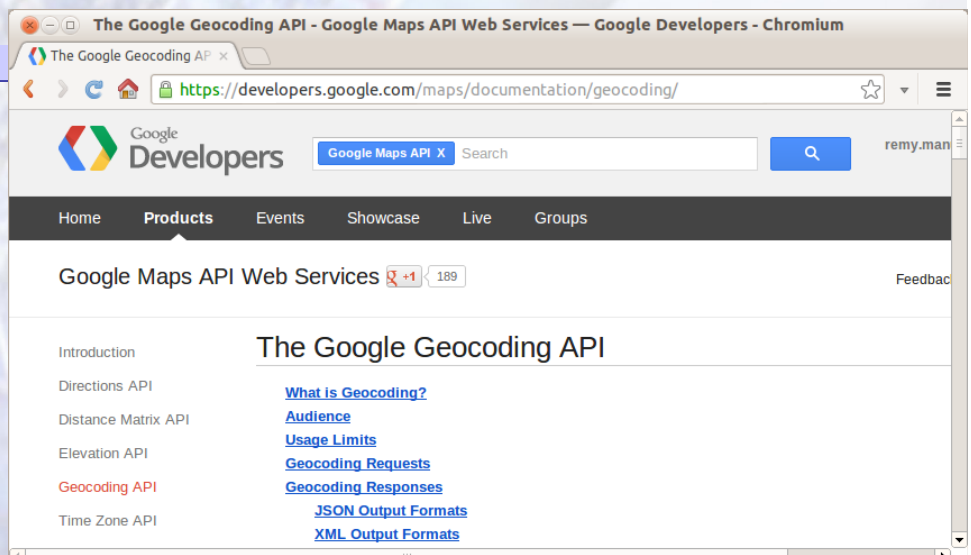 The Google Geocoding API - Google Maps API Web Services — Google Developers - Chromium
The Google Geocoding AP ×
https://developers.google.com/maps/documentation/geocoding/
Google
Developers
Google Maps API X Search
remy.man
Home Products Events Showcase Live Groups
Google Maps API Web Services g +1 189
Feedbac
Introduction
Directions API
Distance Matrix API
Elevation API
Geocoding API
Time Zone API
The Google Geocoding API
What is Geocoding?
Audience
Usage Limits
Geocoding Requests
Geocoding Responses
JSON Output Formats
XML Output Formats